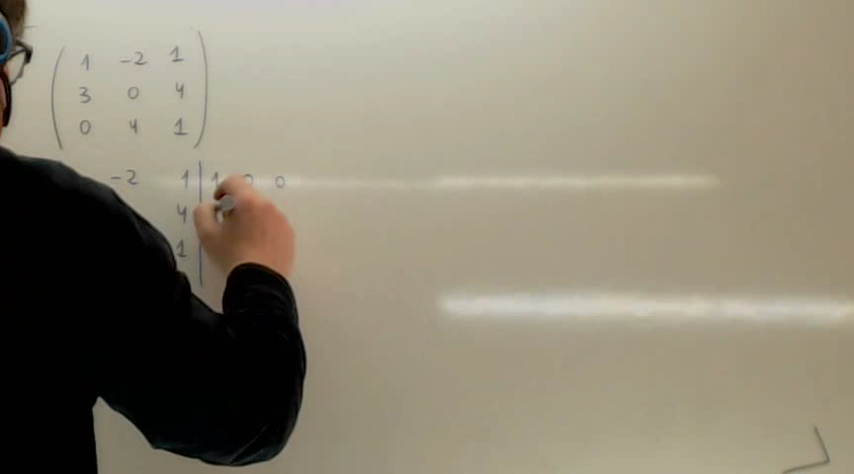 1 -2 1
3 0 4
0 4 1
-2 1 | 1 0 0
4
1